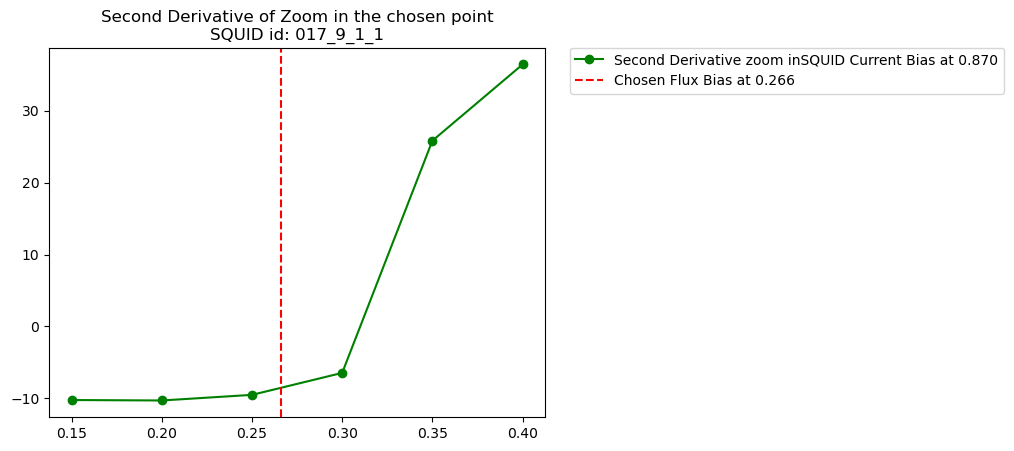 Second Derivative of Zoom in the chosen point
SQUID id: 017_9_1_1
Second Derivative zoom inSQUID Current Bias at 0.870
Chosen Flux Bias at 0.266
30
20
10
0
−10
0.15 0.20 0.25 0.30 0.35 0.40